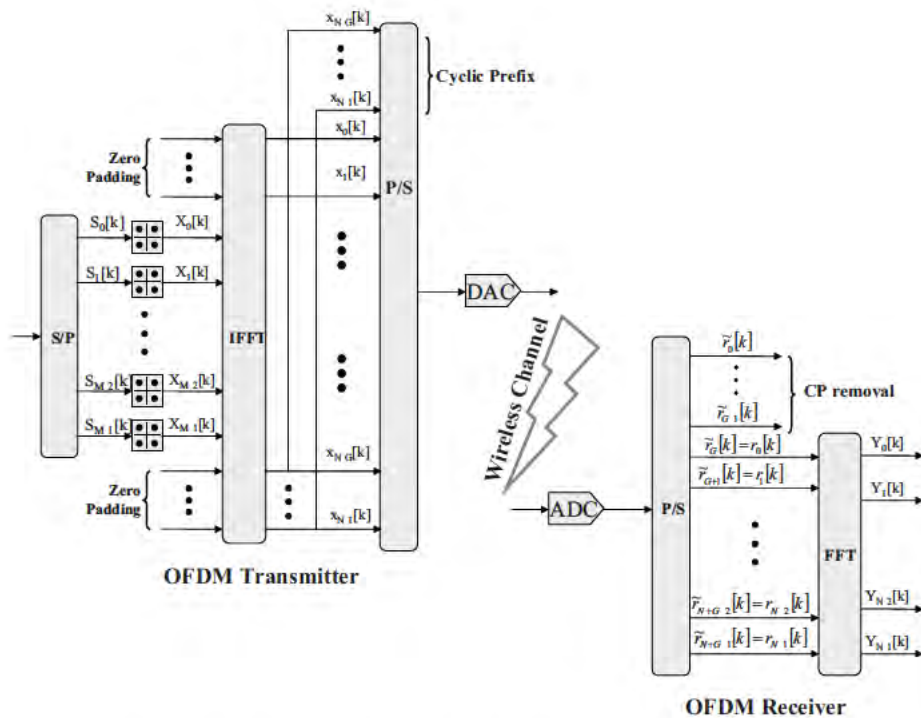 x_{N G}[k]
Cyclic Prefix
x_{N 1}[k]
x_0[k]
Zero
Padding
x_1[k]
P/S
S_0[k] X_0[k]
S_1[k] X_1[k]
S/P
IFFT
S_{M 2}[k] X_{M 2}[k]
S_{M 1}[k] X_{M 1}[k]
x_{N G}[k]
Zero
Padding
x_{N 1}[k]
OFDM Transmitter
DAC
Wireless Channel
ADC
P/S
r̃_0[k]
CP removal
r̃_{G 1}[k]
r̃_G[k]=r_0[k]
r̃_{G+1}[k]=r_1[k]
FFT
r̃_{N+G 2}[k]=r_{N 2}[k]
r̃_{N+G 1}[k]=r_{N 1}[k]
Y_0[k]
Y_1[k]
Y_{N 2}[k]
Y_{N 1}[k]
OFDM Receiver